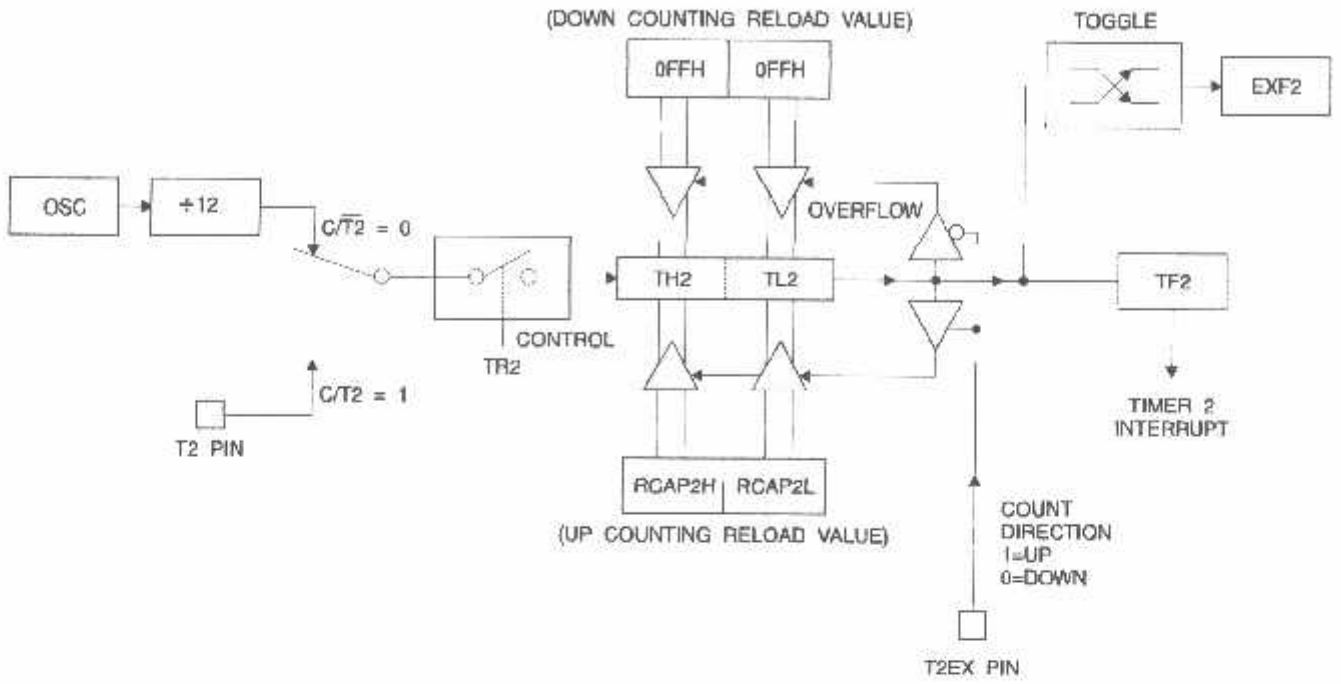 (DOWN COUNTING RELOAD VALUE)
TOGGLE
0FFH
0FFH
EXF2
OSC
÷12
C/T2̅ = 0
OVERFLOW
TH2
TL2
TF2
CONTROL
TR2
C/T2 = 1
T2 PIN
TIMER 2
INTERRUPT
RCAP2H
RCAP2L
(UP COUNTING RELOAD VALUE)
COUNT
DIRECTION
1=UP
0=DOWN
T2EX PIN